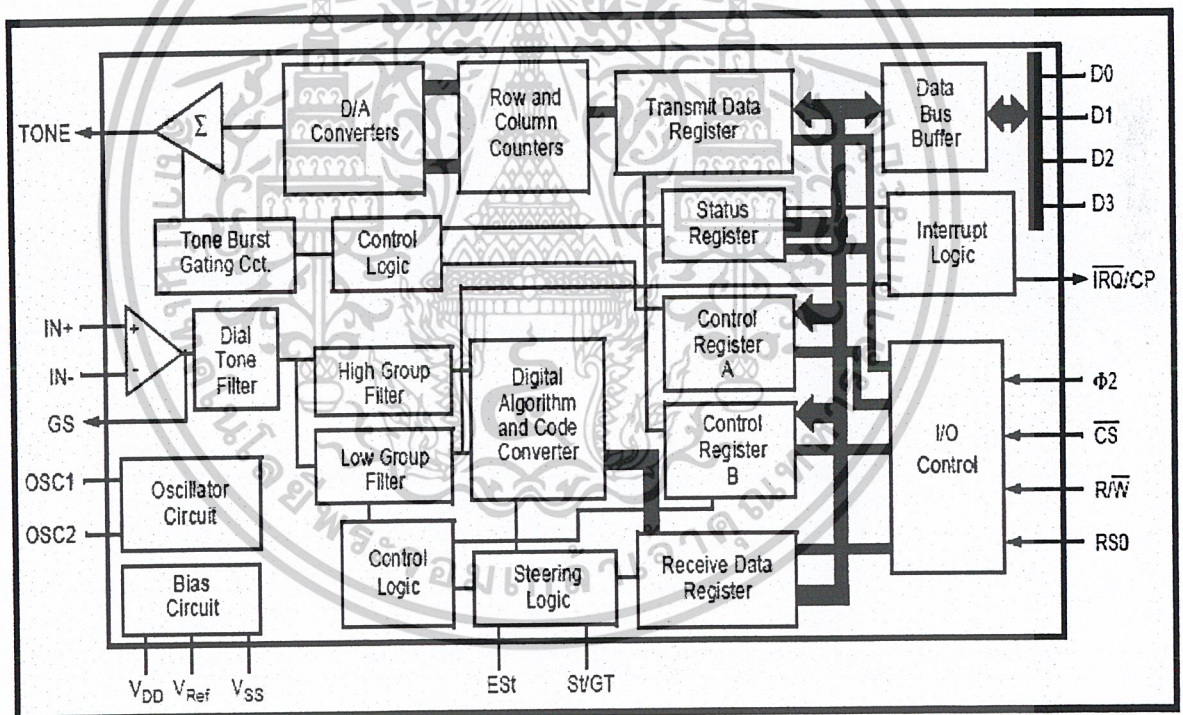 TONE
Σ
D/A
Converters
Row and
Column
Counters
Transmit Data
Register
Data
Bus
Buffer
D0
D1
D2
D3
Tone Burst
Gating Cct.
Control
Logic
Status
Register
Interrupt
Logic
IRQ/CP
IN+
IN-
GS
+
-
Dial
Tone
Filter
High Group
Filter
Low Group
Filter
Digital
Algorithm
and Code
Converter
Control
Register
A
Control
Register
B
I/O
Control
Φ2
CS
R/W
RS0
OSC1
OSC2
Oscillator
Circuit
Bias
Circuit
Control
Logic
Steering
Logic
Receive Data
Register
VDD VRef VSS
ESt
St/GT